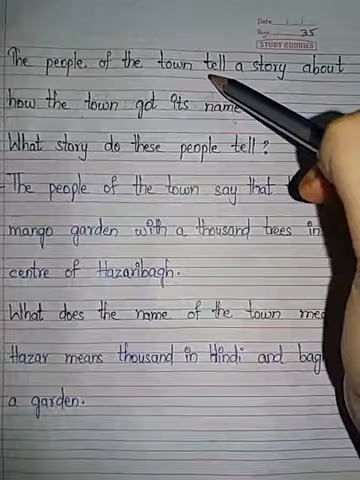 Date / /
Page 35
STUDY BUDDIES
The people of the town tell a story about
how the town got its name
What story do these people tell?
The people of the town say that
mango garden with a thousand trees in
centre of Hazaribagh.
What does the name of the town
Hazar means thousand in Hindi and
a garden.